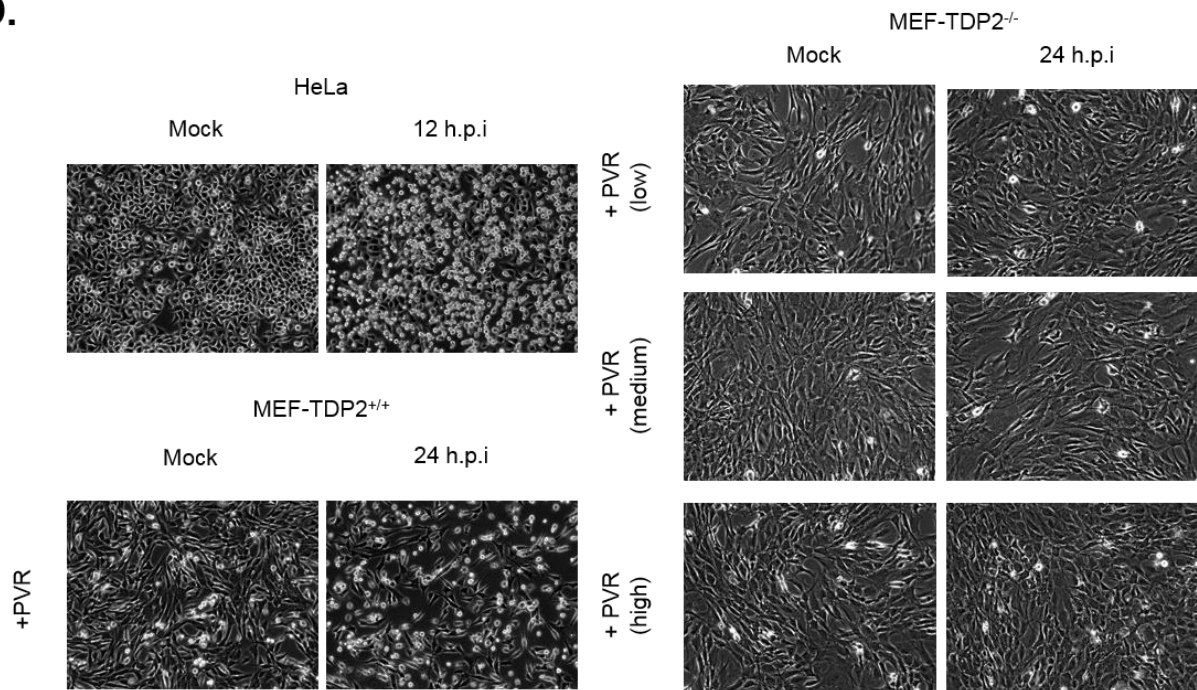 D.
HeLa
Mock 12 h.p.i
MEF-TDP2+/+
Mock 24 h.p.i
+PVR
MEF-TDP2-/-
Mock 24 h.p.i
+ PVR
(low)
+ PVR
(medium)
+ PVR
(high)